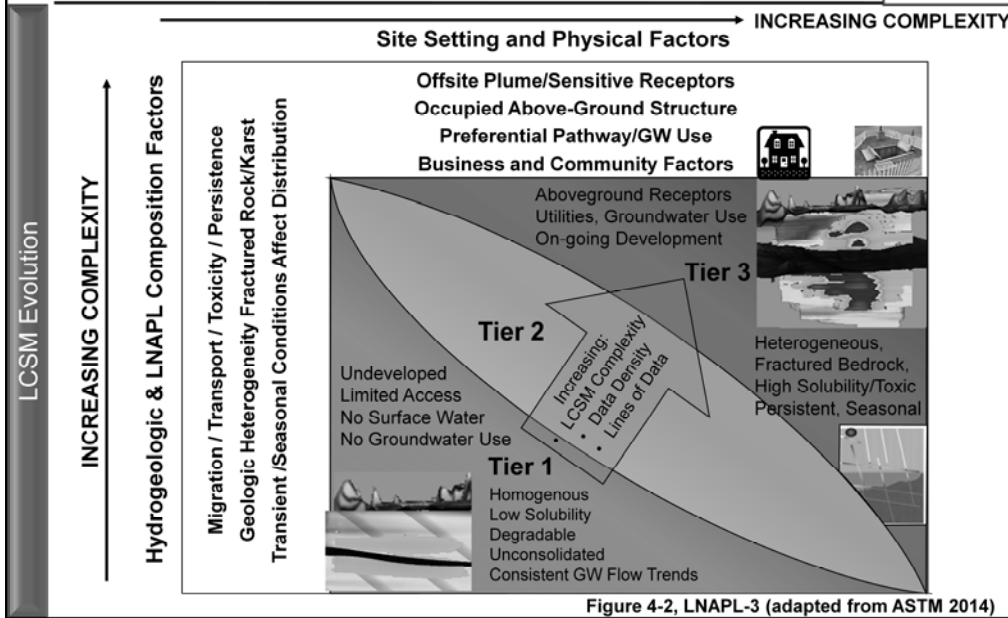 INCREASING COMPLEXITY
Site Setting and Physical Factors
LCSM Evolution
INCREASING COMPLEXITY
Hydrogeologic & LNAPL Composition Factors
Migration / Transport / Toxicity / Persistence
Geologic Heterogeneity Fractured Rock/Karst
Transient /Seasonal Conditions Affect Distribution
Offsite Plume/Sensitive Receptors
Occupied Above-Ground Structure
Preferential Pathway/GW Use
Business and Community Factors
Aboveground Receptors
Utilities, Groundwater Use
On-going Development
Tier 3
Tier 2
Increasing:
• LCSM Complexity
• Data Density
• Lines of Data
Heterogeneous,
Fractured Bedrock,
High Solubility/Toxic
Persistent, Seasonal
Undeveloped
Limited Access
No Surface Water
No Groundwater Use
Tier 1
Homogenous
Low Solubility
Degradable
Unconsolidated
Consistent GW Flow Trends
Figure 4-2, LNAPL-3 (adapted from ASTM 2014)